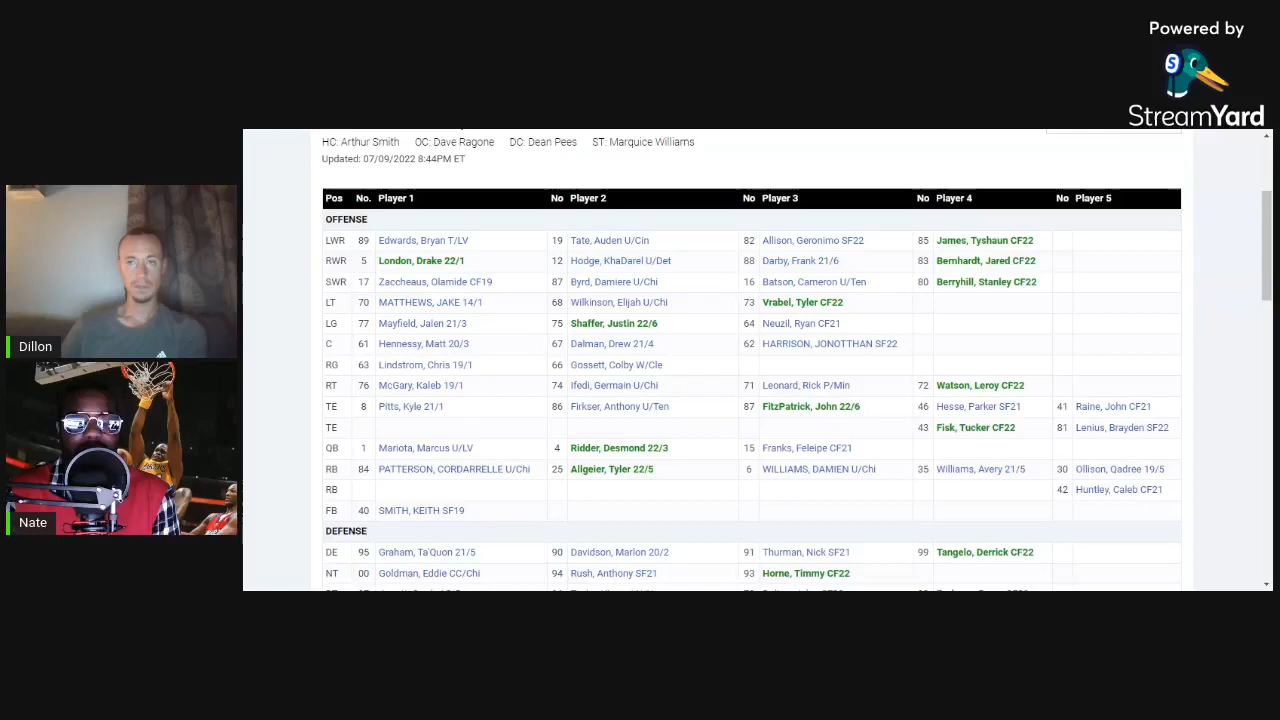 Powered by
StreamYard
HC: Arthur Smith OC: Dave Ragone DC: Dean Pees ST: Marquice Williams
Updated: 07/09/2022 8:44PM ET
Pos No. Player 1 No Player 2 No Player 3 No Player 4 No Player 5
OFFENSE
LWR 89 Edwards, Bryan T/LV 19 Tate, Auden U/Cin 82 Allison, Geronimo SF22 85 James, Tyshaun CF22
RWR 5 London, Drake 22/1 12 Hodge, KhaDarel U/Det 88 Darby, Frank 21/6 83 Bernhardt, Jared CF22
SWR 17 Zaccheaus, Olamide CF19 87 Byrd, Damiere U/Chi 16 Batson, Cameron U/Ten 80 Berryhill, Stanley CF22
LT 70 MATTHEWS, JAKE 14/1 68 Wilkinson, Elijah U/Chi 73 Vrabel, Tyler CF22
LG 77 Mayfield, Jalen 21/3 75 Shaffer, Justin 22/6 64 Neuzil, Ryan CF21
C 61 Hennessy, Matt 20/3 67 Dalman, Drew 21/4 62 HARRISON, JONOTTHAN SF22
RG 63 Lindstrom, Chris 19/1 66 Gossett, Colby W/Cle
RT 76 McGary, Kaleb 19/1 74 Ifedi, Germain U/Chi 71 Leonard, Rick P/Min 72 Watson, Leroy CF22
TE 8 Pitts, Kyle 21/1 86 Firkser, Anthony U/Ten 87 FitzPatrick, John 22/6 46 Hesse, Parker SF21 41 Raine, John CF21
TE 43 Fisk, Tucker CF22 81 Lenius, Brayden SF22
QB 1 Mariota, Marcus U/LV 4 Ridder, Desmond 22/3 15 Franks, Feleipe CF21
RB 84 PATTERSON, CORDARRELLE U/Chi 25 Allgeier, Tyler 22/5 6 WILLIAMS, DAMIEN U/Chi 35 Williams, Avery 21/5 30 Ollison, Qadree 19/5
RB 42 Huntley, Caleb CF21
FB 40 SMITH, KEITH SF19
DEFENSE
DE 95 Graham, Ta'Quon 21/5 90 Davidson, Marlon 20/2 91 Thurman, Nick SF21 99 Tangelo, Derrick CF22
NT 00 Goldman, Eddie CC/Chi 94 Rush, Anthony SF21 93 Horne, Timmy CF22
Dillon
Nate